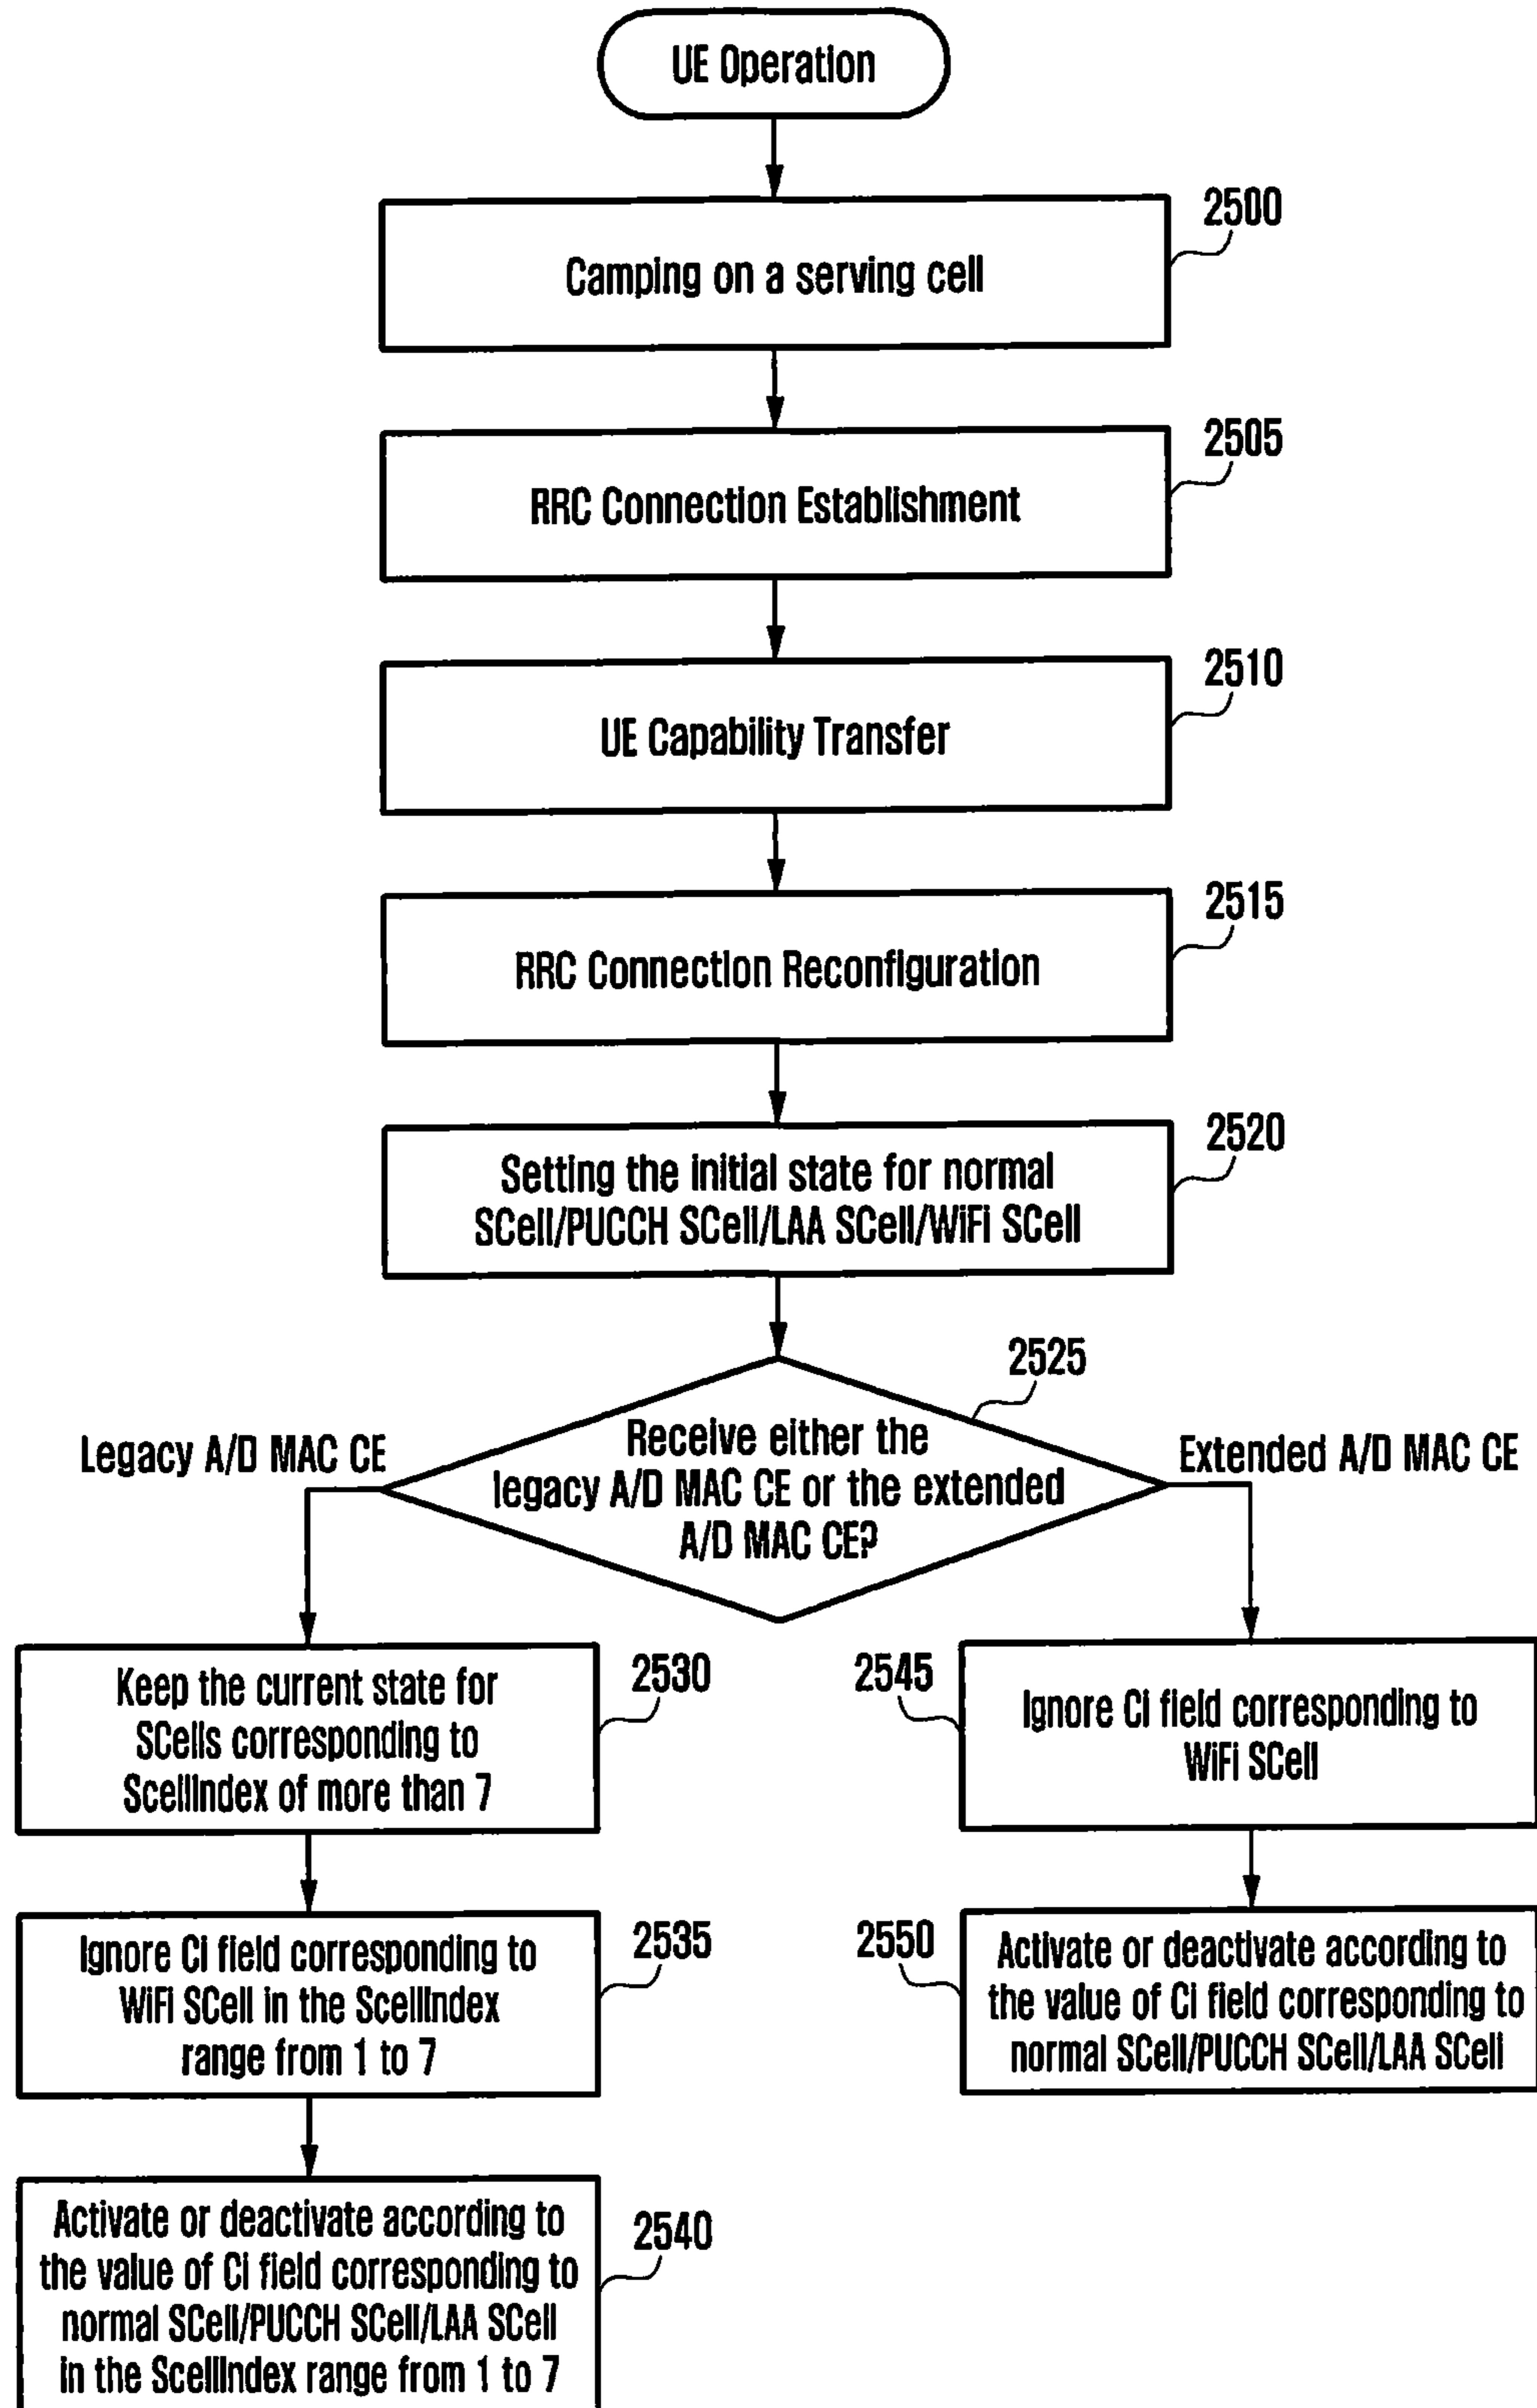 UE Operation
2500
Camping on a serving cell
2505
RRC Connection Establishment
2510
UE Capability Transfer
2515
RRC Connection Reconfiguration
2520
Setting the initial state for normal
SCell/PUCCH SCell/LAA SCell/WiFi SCell
2525
Legacy A/D MAC CE
Receive either the
legacy A/D MAC CE or the extended
A/D MAC CE?
Extended A/D MAC CE
2530
Keep the current state for
SCells corresponding to
ScellIndex of more than 7
2545
Ignore Ci field corresponding to
WiFi SCell
2535
Ignore Ci field corresponding to
WiFi SCell in the ScellIndex
range from 1 to 7
2550
Activate or deactivate according to
the value of Ci field corresponding to
normal SCell/PUCCH SCell/LAA SCell
2540
Activate or deactivate according to
the value of Ci field corresponding to
normal SCell/PUCCH SCell/LAA SCell
in the ScellIndex range from 1 to 7